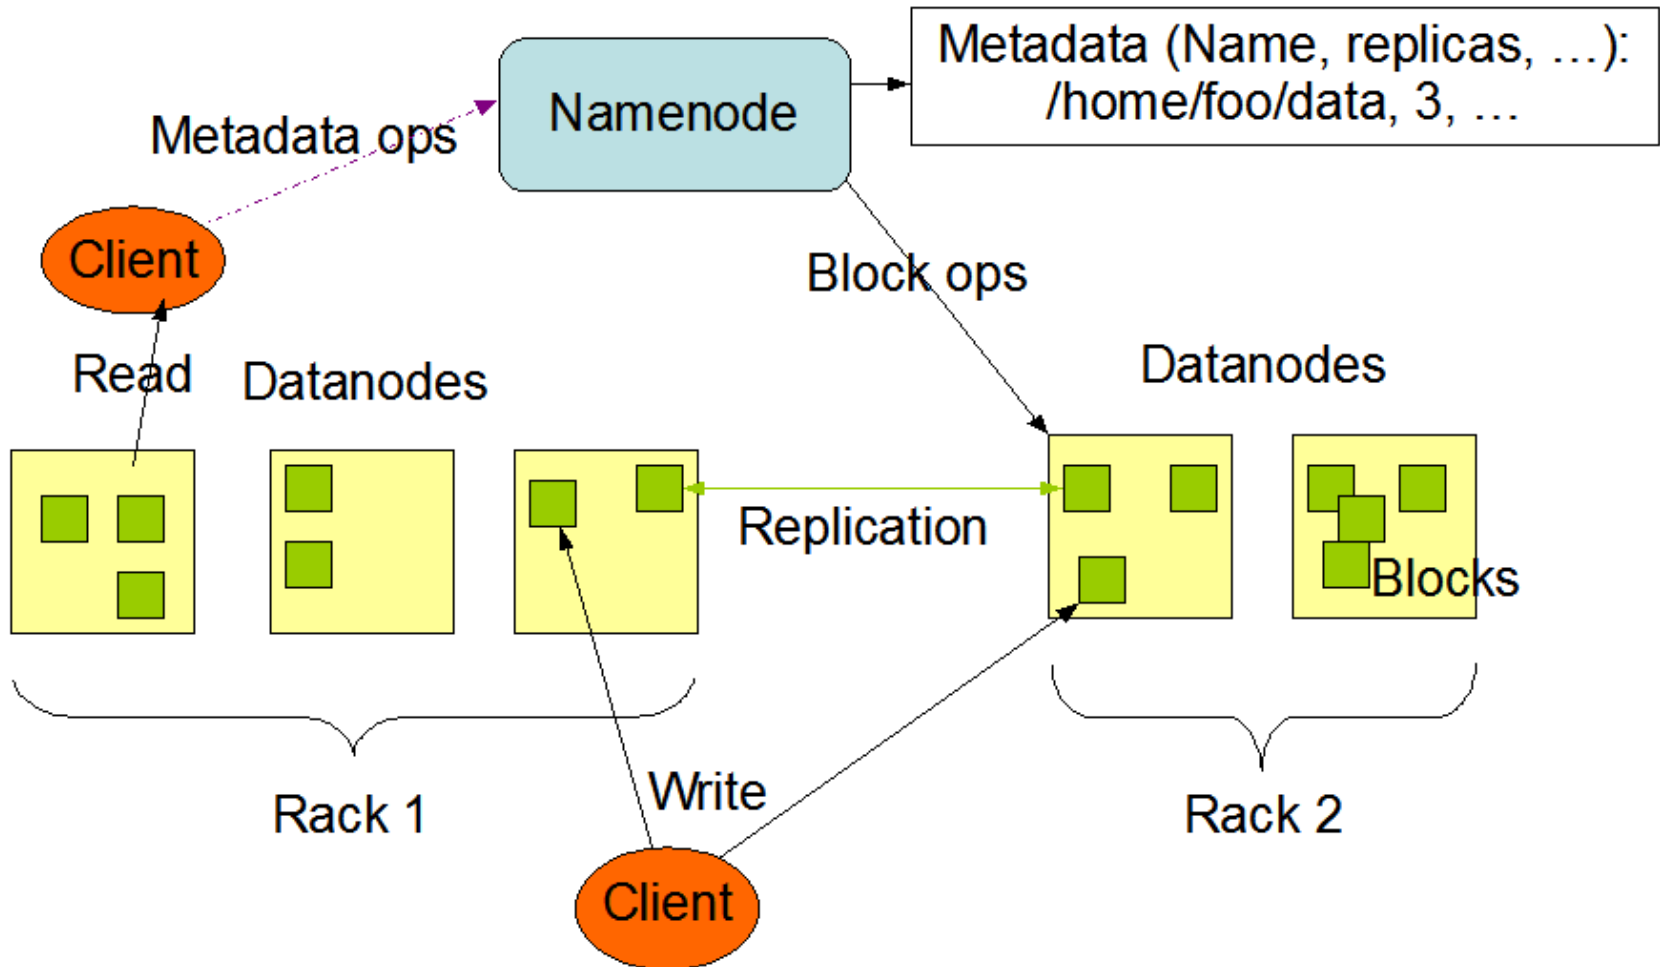 Metadata (Name, replicas, …):
/home/foo/data, 3, …
Namenode
Metadata ops
Client
Block ops
Read
Datanodes
Datanodes
Replication
Blocks
Rack 1
Write
Rack 2
Client